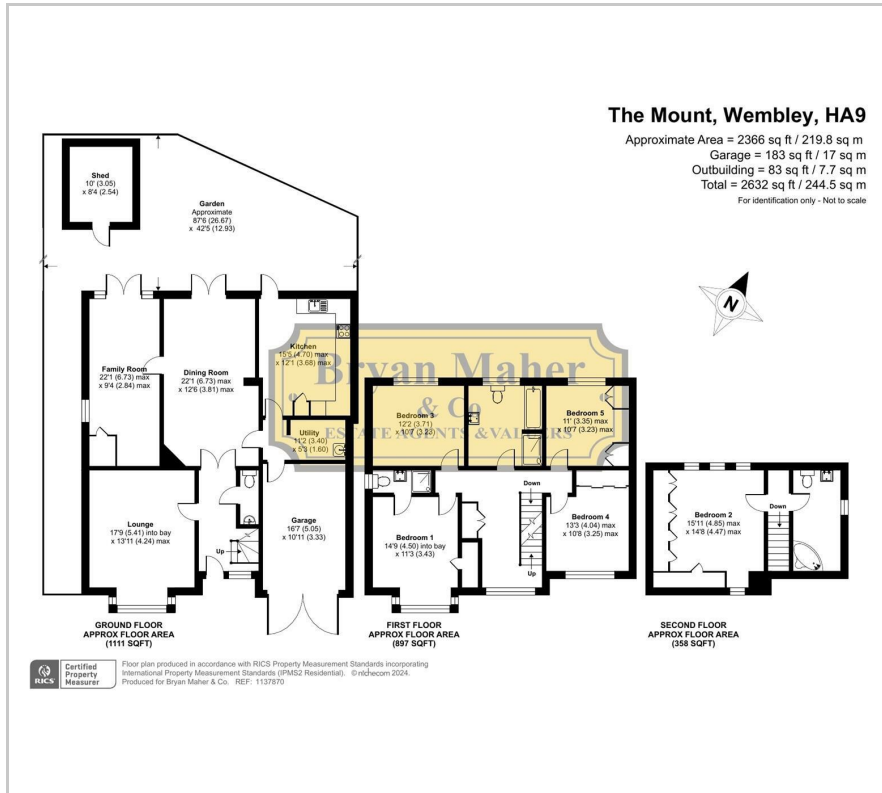 The Mount, Wembley, HA9
Approximate Area = 2366 sq ft / 219.8 sq m
Garage = 183 sq ft / 17 sq m
Outbuilding = 83 sq ft / 7.7 sq m
Total = 2632 sq ft / 244.5 sq m
For identification only - Not to scale
N
Shed
10' (3.05)
x 8'4 (2.54)
Garden
Approximate
87'6 (26.67)
x 42'5 (12.93)
Family Room
22'1 (6.73) max
x 9'4 (2.84) max
Dining Room
22'1 (6.73) max
x 12'6 (3.81) max
Kitchen
15'5 (4.70) max
x 12'1 (3.68) max
Utility
11'2 (3.40)
x 5'3 (1.60)
Lounge
17'9 (5.41) into bay
x 13'11 (4.24) max
Up
Garage
16'7 (5.05)
x 10'11 (3.33)
GROUND FLOOR
APPROX FLOOR AREA
(1111 SQFT)
Bryan Maher
& Co
ESTATE AGENTS & VALUERS
Bedroom 3
12'2 (3.71)
x 10'7 (3.23)
Bedroom 5
11' (3.35) max
x 10'7 (3.23) max
Bedroom 1
14'9 (4.50) into bay
x 11'3 (3.43)
Down
Up
Bedroom 4
13'3 (4.04) max
x 10'8 (3.25) max
FIRST FLOOR
APPROX FLOOR AREA
(897 SQFT)
Bedroom 2
15'11 (4.85) max
x 14'8 (4.47) max
Down
SECOND FLOOR
APPROX FLOOR AREA
(358 SQFT)
RICS
Certified
Property
Measurer
Floor plan produced in accordance with RICS Property Measurement Standards incorporating
International Property Measurement Standards (IPMS2 Residential). © ntchecom 2024.
Produced for Bryan Maher & Co. REF: 1137870